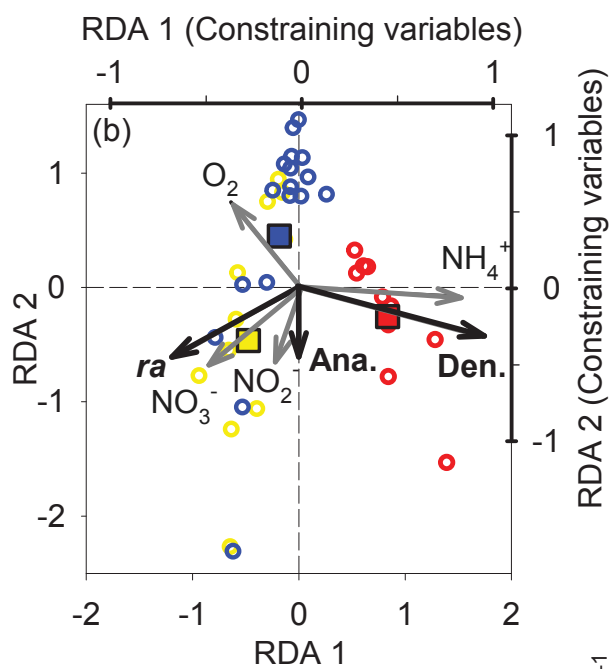 RDA 1 (Constraining variables)
-1 0 1
(b)
1 0 -1 -2
RDA 2
1 0 -1
RDA 2 (Constraining variables)
O₂
NH₄⁺
ra
NO₃⁻
NO₂⁻
Ana.
Den.
-2 -1 0 1 2
RDA 1
-1